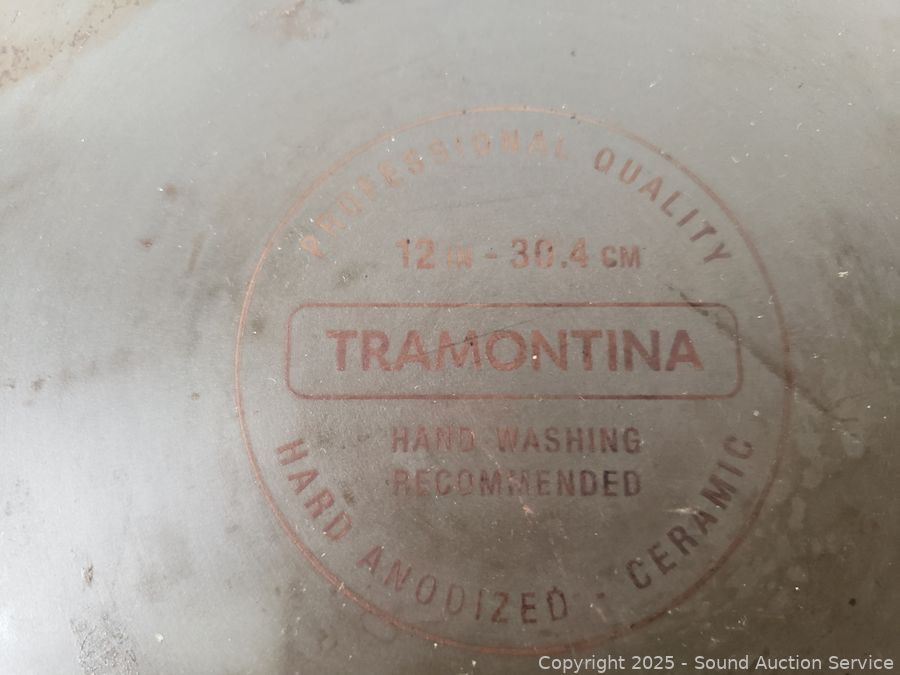 PROFESSIONAL QUALITY
12 IN - 30.4 CM
TRAMONTINA
HAND WASHING
RECOMMENDED
HARD ANODIZED - CERAMIC
Copyright 2025 - Sound Auction Service